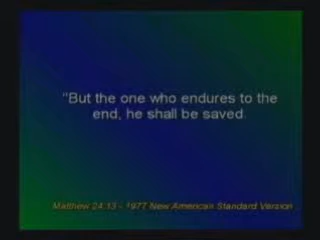 "But the one who endures to the
end, he shall be saved
Matthew 24:13 - 1977 New American Standard Version